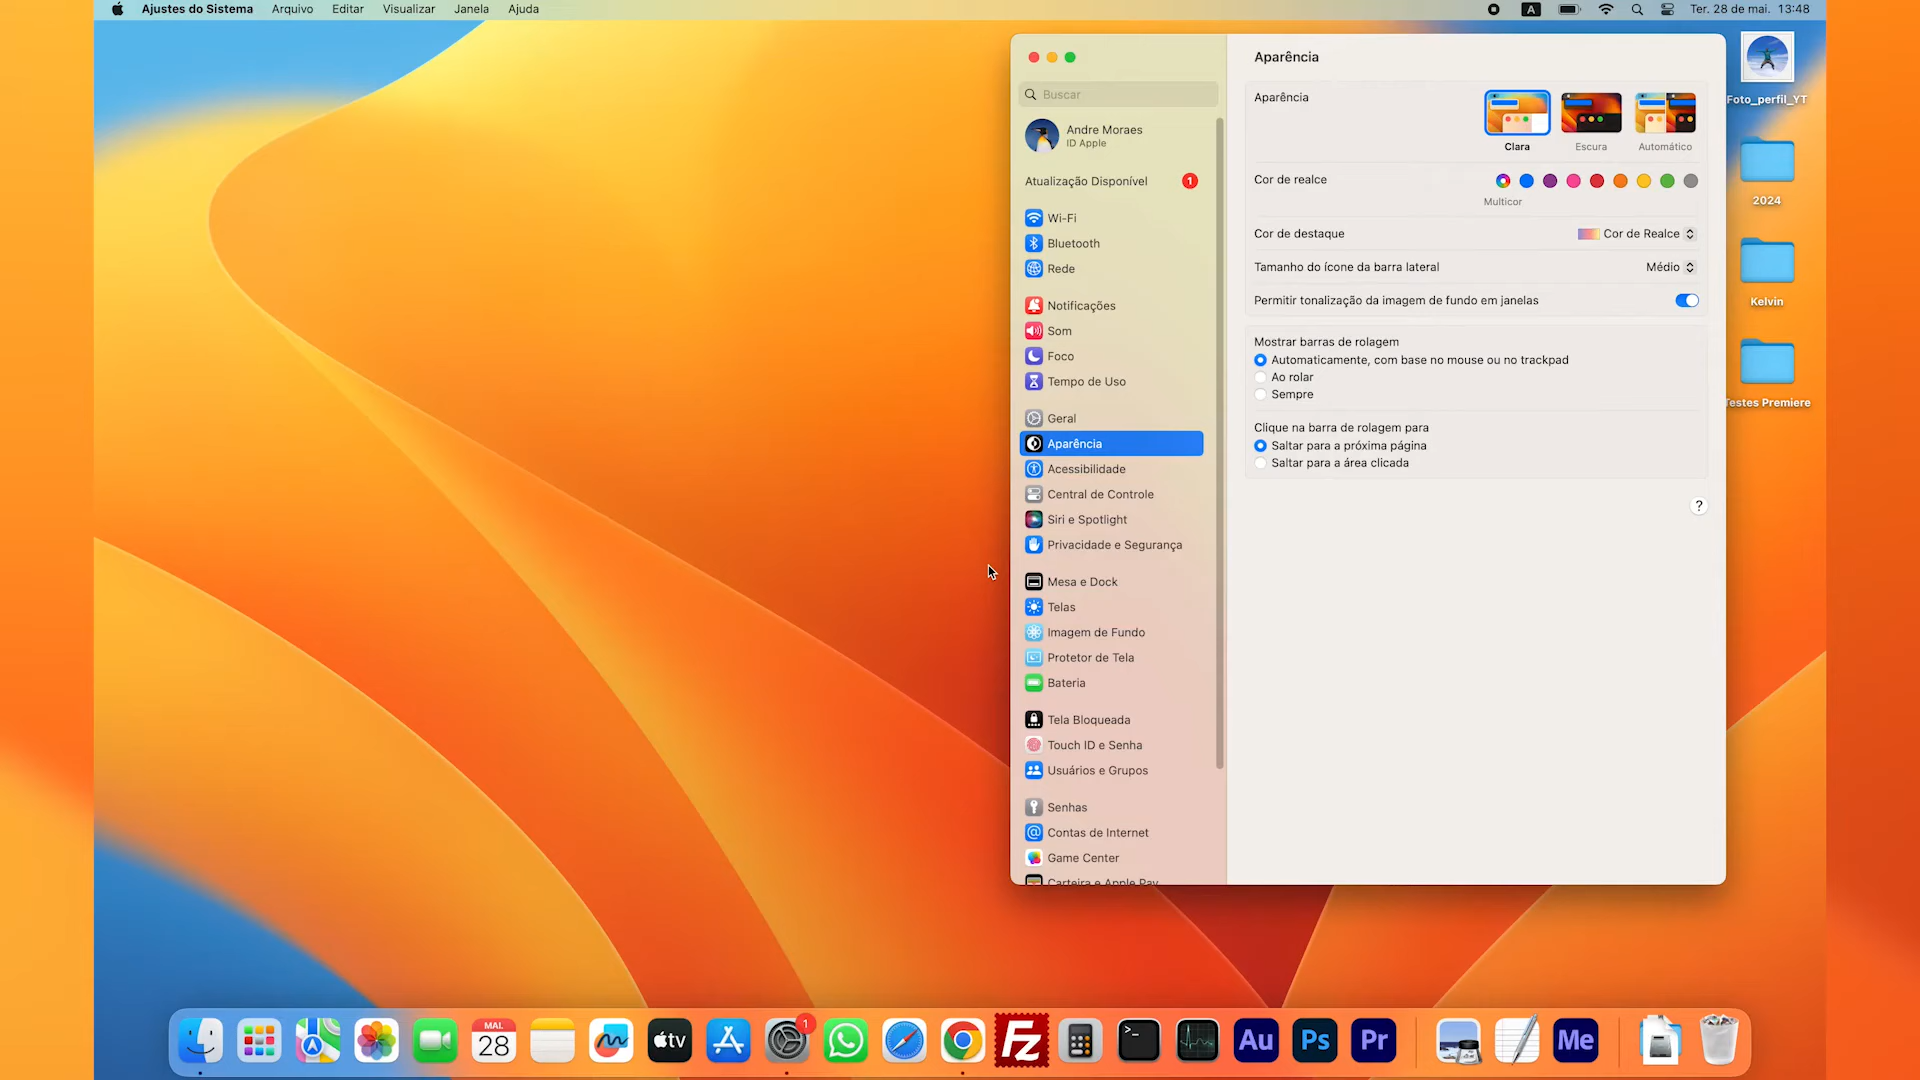 Ajustes do Sistema Arquivo Editar Visualizar Janela Ajuda
A Ter. 28 de mai. 13:48
Buscar
Andre Moraes
ID Apple
Atualização Disponível 1
Wi-Fi
Bluetooth
Rede
Notificações
Som
Foco
Tempo de Uso
Geral
Aparência
Acessibilidade
Central de Controle
Siri e Spotlight
Privacidade e Segurança
Mesa e Dock
Telas
Imagem de Fundo
Protetor de Tela
Bateria
Tela Bloqueada
Touch ID e Senha
Usuários e Grupos
Senhas
Contas de Internet
Game Center
Carteira e Apple Pay
Aparência
Aparência
Clara Escura Automático
Cor de realce
Multicor
Cor de destaque Cor de Realce
Tamanho do ícone da barra lateral Médio
Permitir tonalização da imagem de fundo em janelas
Mostrar barras de rolagem
Automaticamente, com base no mouse ou no trackpad
Ao rolar
Sempre
Clique na barra de rolagem para
Saltar para a próxima página
Saltar para a área clicada
?
Foto_perfil_YT
2024
Kelvin
Testes Premiere
MAI.
28
tv
1
Fz
>_
Au
Ps
Pr
Me